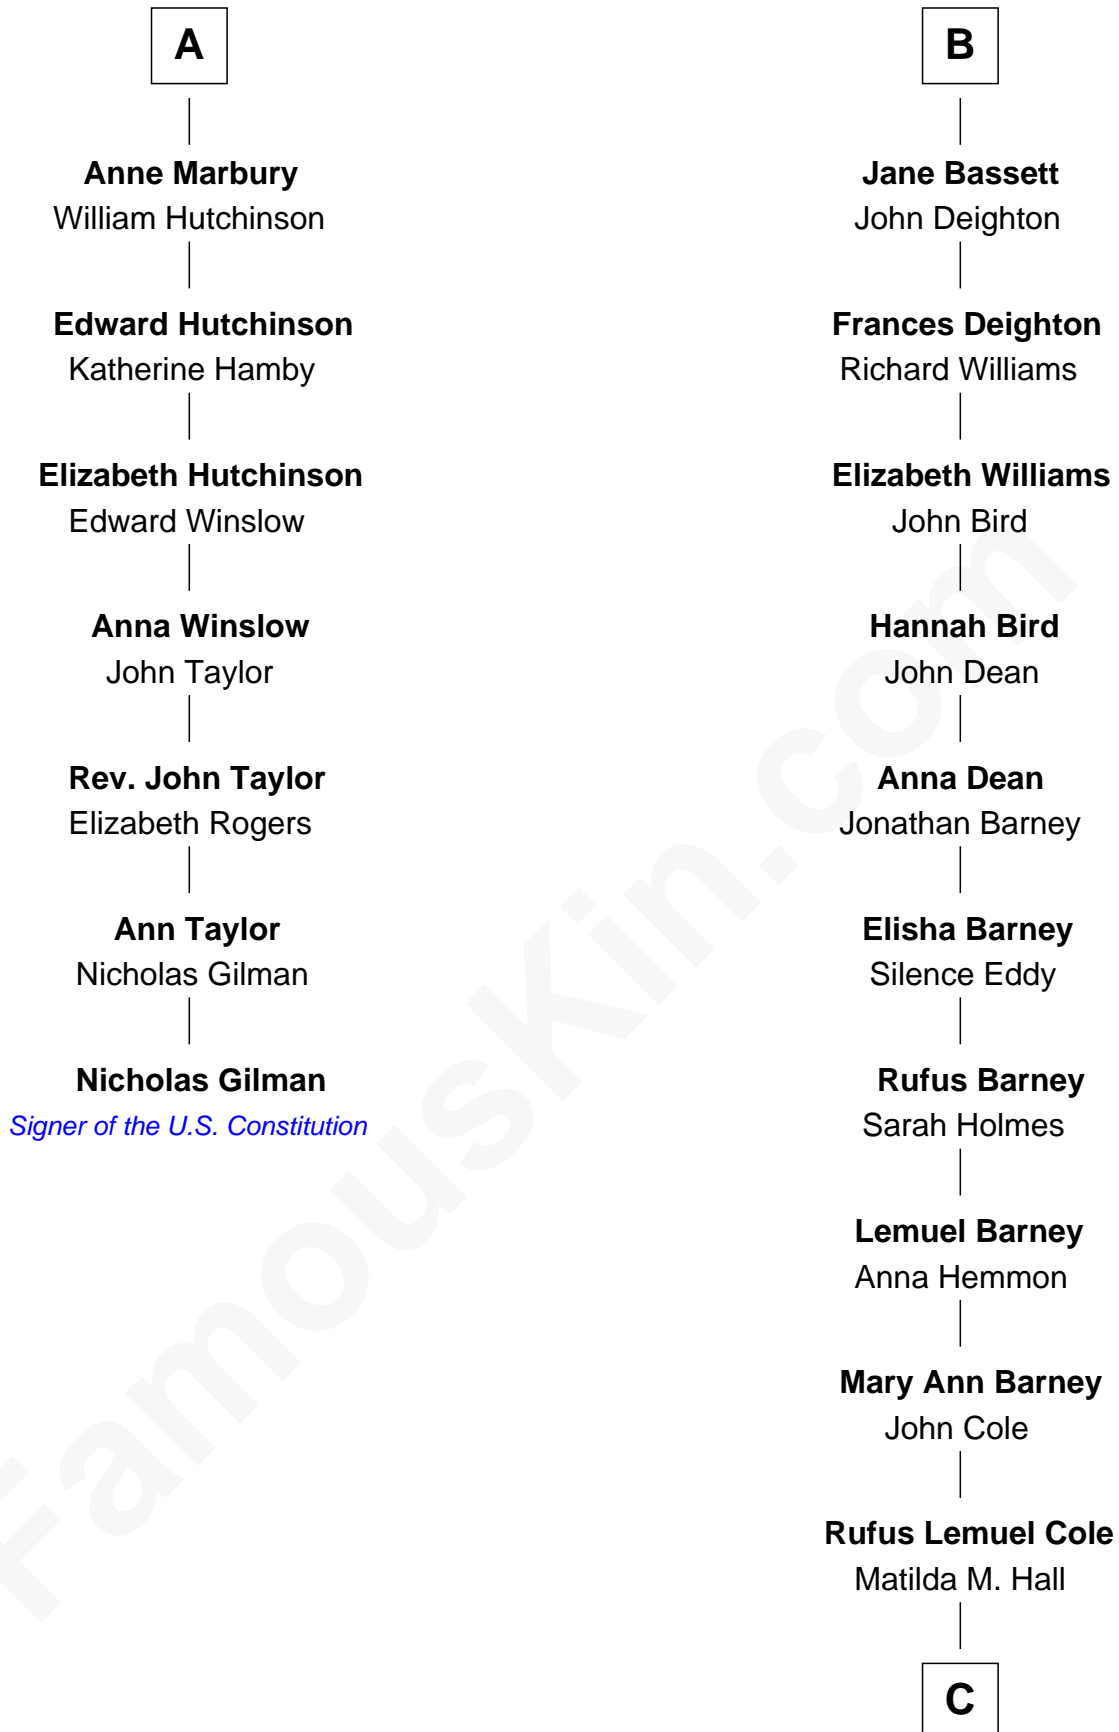 A
Anne Marbury
William Hutchinson
Edward Hutchinson
Katherine Hamby
Elizabeth Hutchinson
Edward Winslow
Anna Winslow
John Taylor
Rev. John Taylor
Elizabeth Rogers
Ann Taylor
Nicholas Gilman
Nicholas Gilman
Signer of the U.S. Constitution
B
Jane Bassett
John Deighton
Frances Deighton
Richard Williams
Elizabeth Williams
John Bird
Hannah Bird
John Dean
Anna Dean
Jonathan Barney
Elisha Barney
Silence Eddy
Rufus Barney
Sarah Holmes
Lemuel Barney
Anna Hemmon
Mary Ann Barney
John Cole
Rufus Lemuel Cole
Matilda M. Hall
C
FamousKin.com